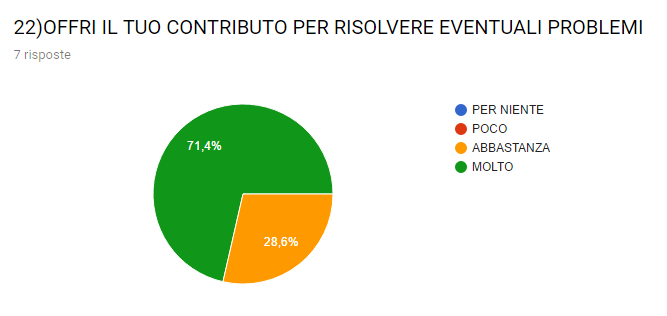 22)OFFRI IL TUO CONTRIBUTO PER RISOLVERE EVENTUALI PROBLEMI
7 risposte
PER NIENTE
POCO
ABBASTANZA
MOLTO
71,4%
28,6%